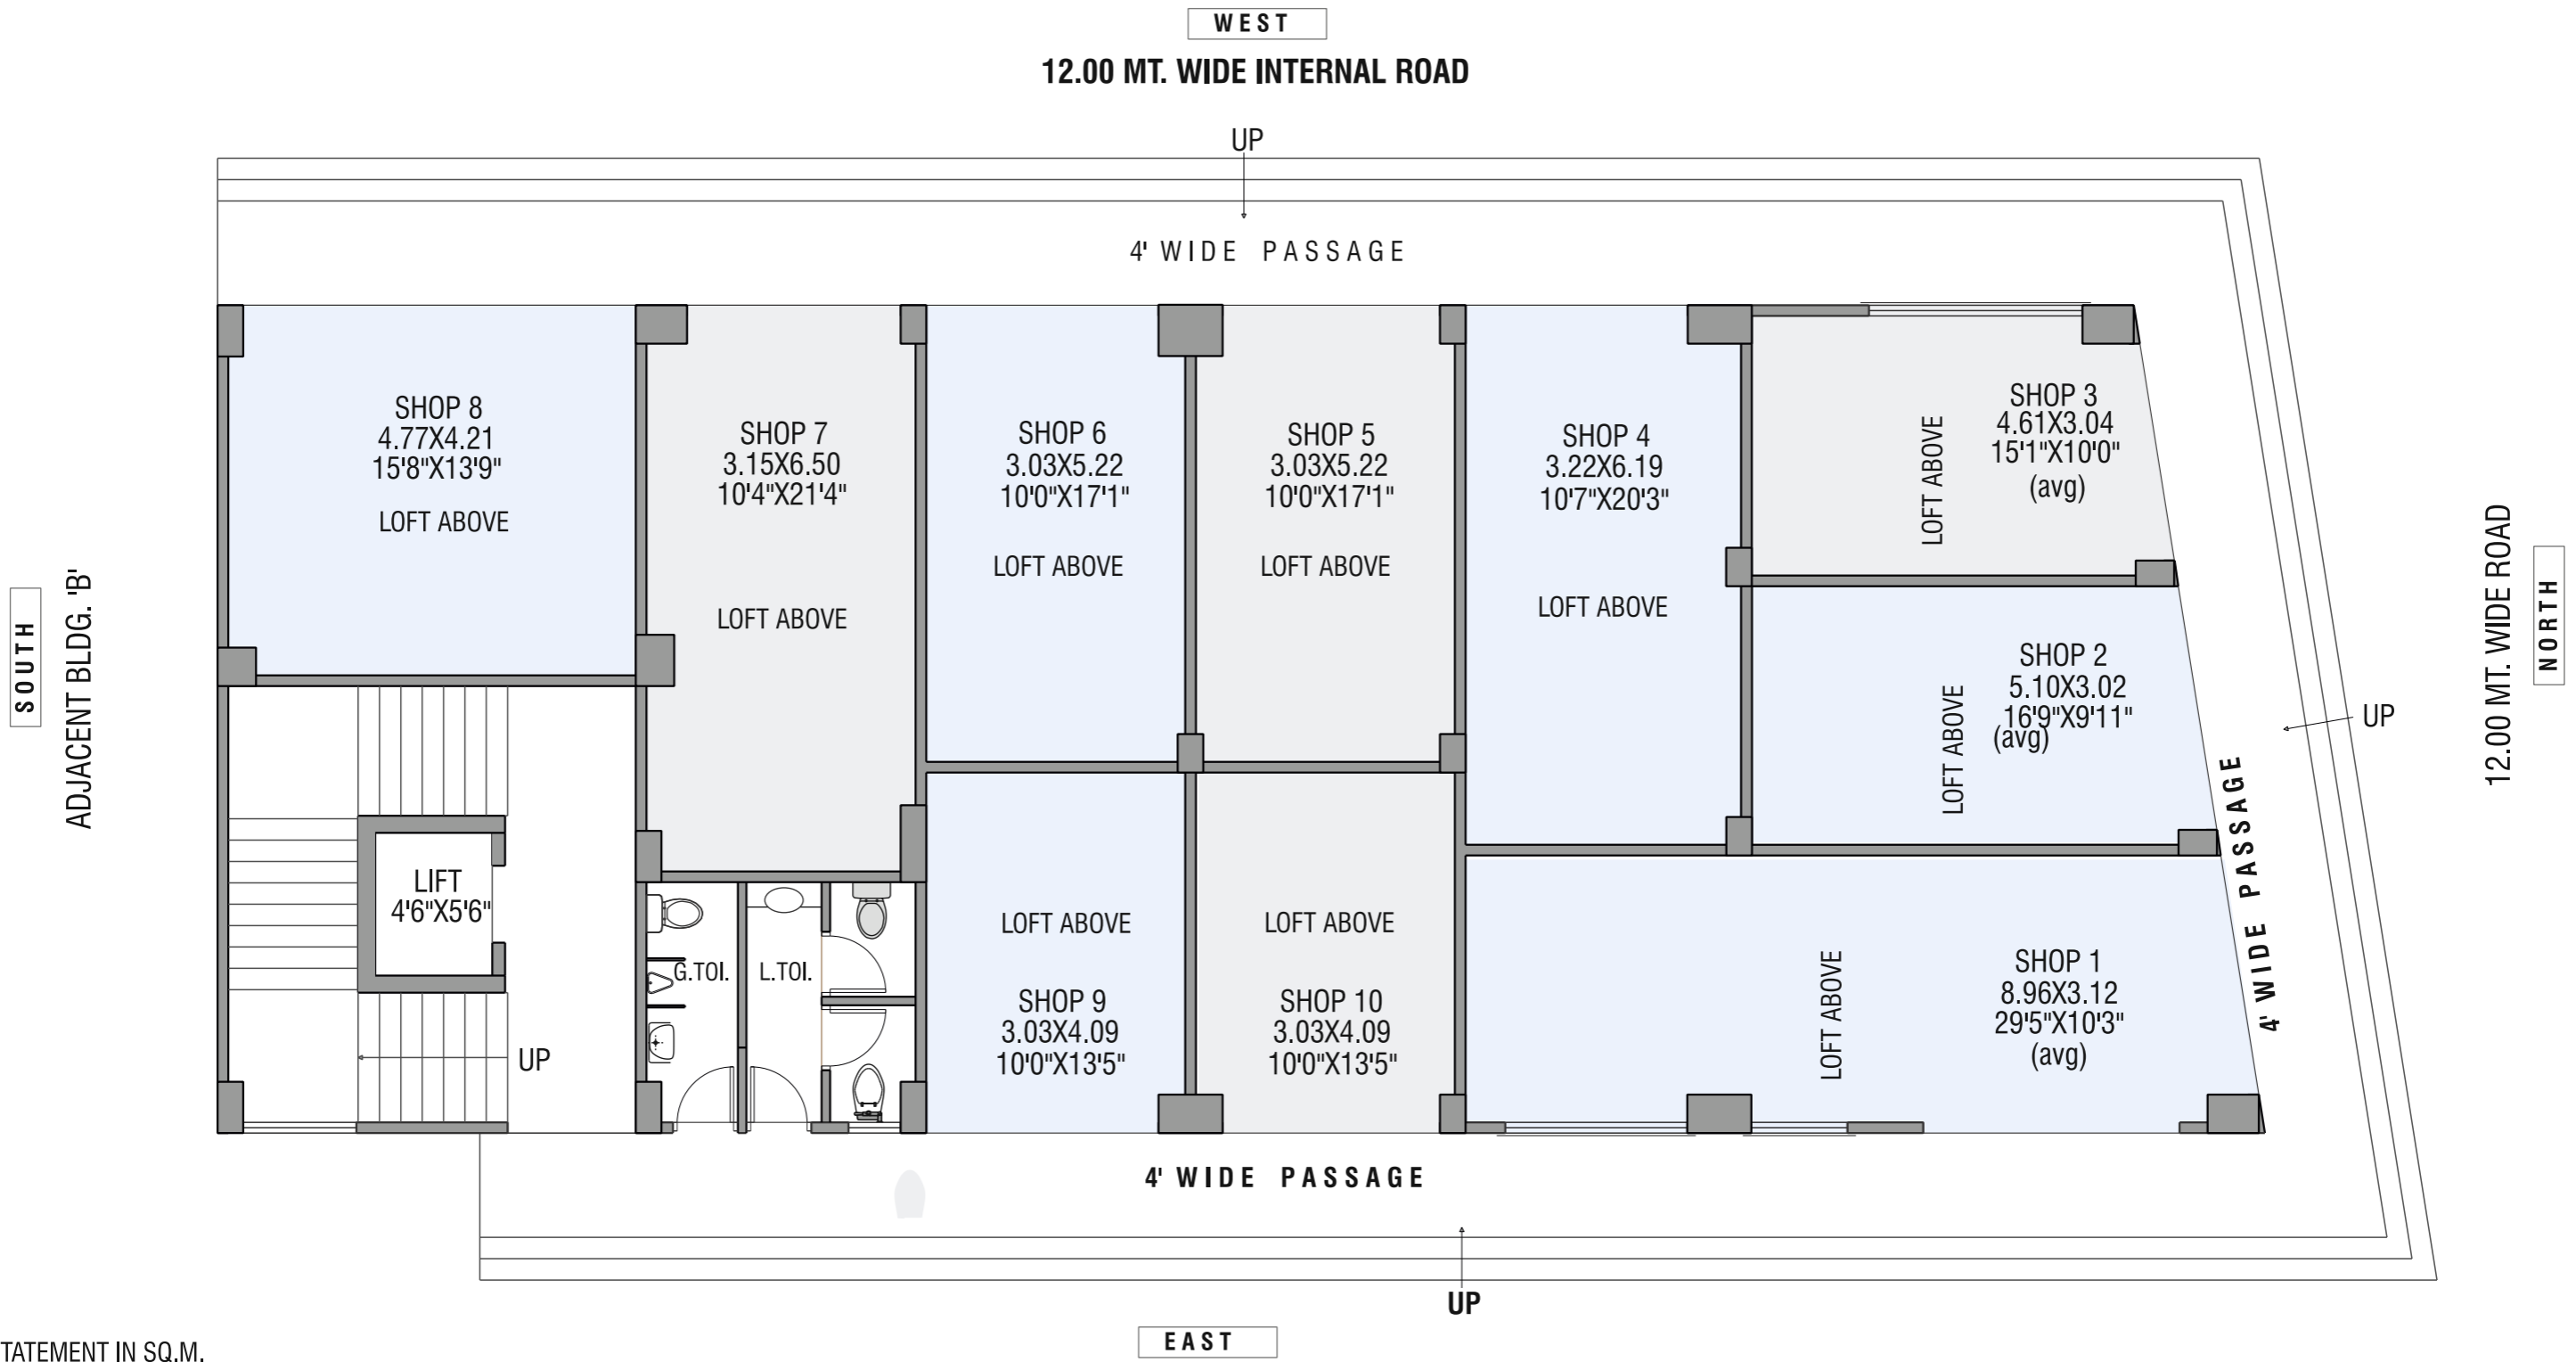 WEST
12.00 MT. WIDE INTERNAL ROAD
UP
4' WIDE PASSAGE
SHOP 8
4.77X4.21
15'8"X13'9"
LOFT ABOVE
SHOP 7
3.15X6.50
10'4"X21'4"
LOFT ABOVE
SHOP 6
3.03X5.22
10'0"X17'1"
LOFT ABOVE
SHOP 5
3.03X5.22
10'0"X17'1"
LOFT ABOVE
SHOP 4
3.22X6.19
10'7"X20'3"
LOFT ABOVE
SHOP 3
4.61X3.04
15'1"X10'0"
(avg)
LOFT ABOVE
SHOP 2
5.10X3.02
16'9"X9'11"
(avg)
LOFT ABOVE
UP
4' WIDE PASSAGE
12.00 MT. WIDE ROAD
NORTH
SOUTH
ADJACENT BLDG. 'B'
LIFT
4'6"X5'6"
UP
G.TOI.
L.TOI.
LOFT ABOVE
SHOP 9
3.03X4.09
10'0"X13'5"
LOFT ABOVE
SHOP 10
3.03X4.09
10'0"X13'5"
LOFT ABOVE
SHOP 1
8.96X3.12
29'5"X10'3"
(avg)
4' WIDE PASSAGE
UP
EAST
TATEMENT IN SQ.M.